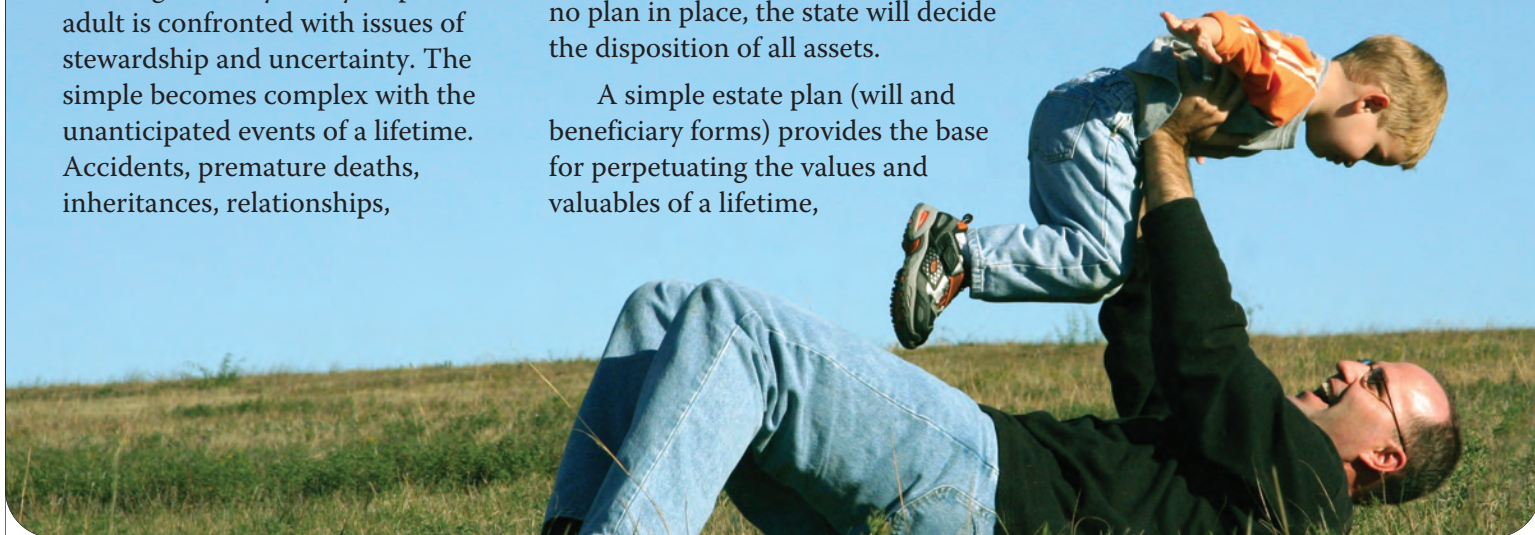 adult is confronted with issues of
stewardship and uncertainty. The
simple becomes complex with the
unanticipated events of a lifetime.
Accidents, premature deaths,
inheritances, relationships,
no plan in place, the state will decide
the disposition of all assets.
A simple estate plan (will and
beneficiary forms) provides the base
for perpetuating the values and
valuables of a lifetime,